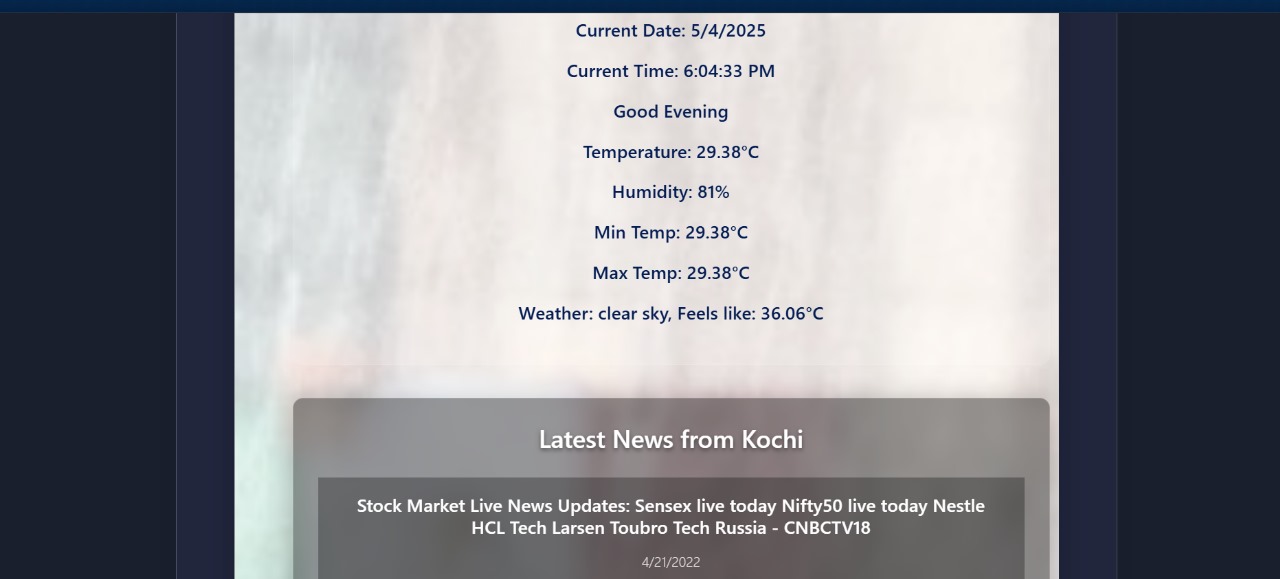 Current Date: 5/4/2025
Current Time: 6:04:33 PM
Good Evening
Temperature: 29.38°C
Humidity: 81%
Min Temp: 29.38°C
Max Temp: 29.38°C
Weather: clear sky, Feels like: 36.06°C
Latest News from Kochi
Stock Market Live News Updates: Sensex live today Nifty50 live today Nestle
HCL Tech Larsen Toubro Tech Russia - CNBCTV18
4/21/2022